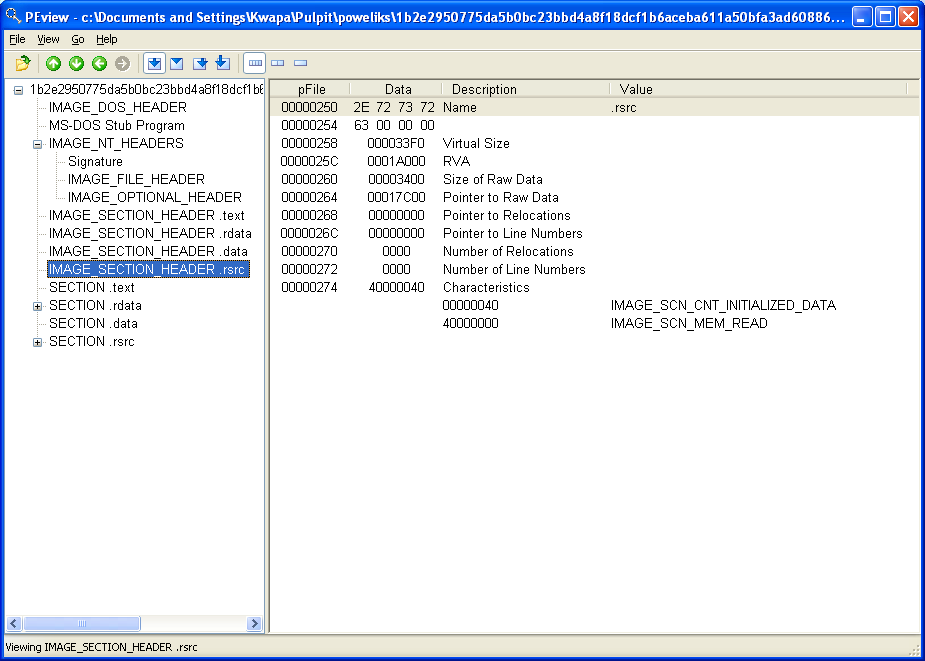 PEview - c:\Documents and Settings\Kwapa\Pulpit\poweliks\1b2e2950775da5b0bc23bbd4a8f18dcf1b6aceba611a50bfa3ad60886...
File View Go Help
1b2e2950775da5b0bc23bbd4a8f18dcf1b6
IMAGE_DOS_HEADER
MS-DOS Stub Program
IMAGE_NT_HEADERS
Signature
IMAGE_FILE_HEADER
IMAGE_OPTIONAL_HEADER
IMAGE_SECTION_HEADER .text
IMAGE_SECTION_HEADER .rdata
IMAGE_SECTION_HEADER .data
IMAGE_SECTION_HEADER .rsrc
SECTION .text
SECTION .rdata
SECTION .data
SECTION .rsrc
pFile Data Description Value
00000250 2E 72 73 72 Name .rsrc
00000254 63 00 00 00
00000258 000033F0 Virtual Size
0000025C 0001A000 RVA
00000260 00003400 Size of Raw Data
00000264 00017C00 Pointer to Raw Data
00000268 00000000 Pointer to Relocations
0000026C 00000000 Pointer to Line Numbers
00000270 0000 Number of Relocations
00000272 0000 Number of Line Numbers
00000274 40000040 Characteristics
00000040 IMAGE_SCN_CNT_INITIALIZED_DATA
40000000 IMAGE_SCN_MEM_READ
Viewing IMAGE_SECTION_HEADER .rsrc